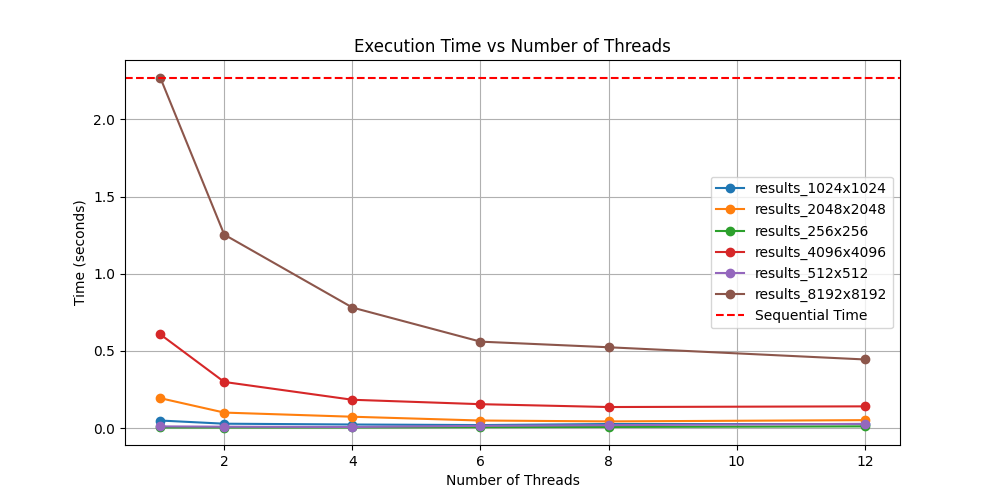 Execution Time vs Number of Threads
Time (seconds)
2.0
1.5
1.0
0.5
0.0
results_1024x1024
results_2048x2048
results_256x256
results_4096x4096
results_512x512
results_8192x8192
Sequential Time
2 4 6 8 10 12
Number of Threads